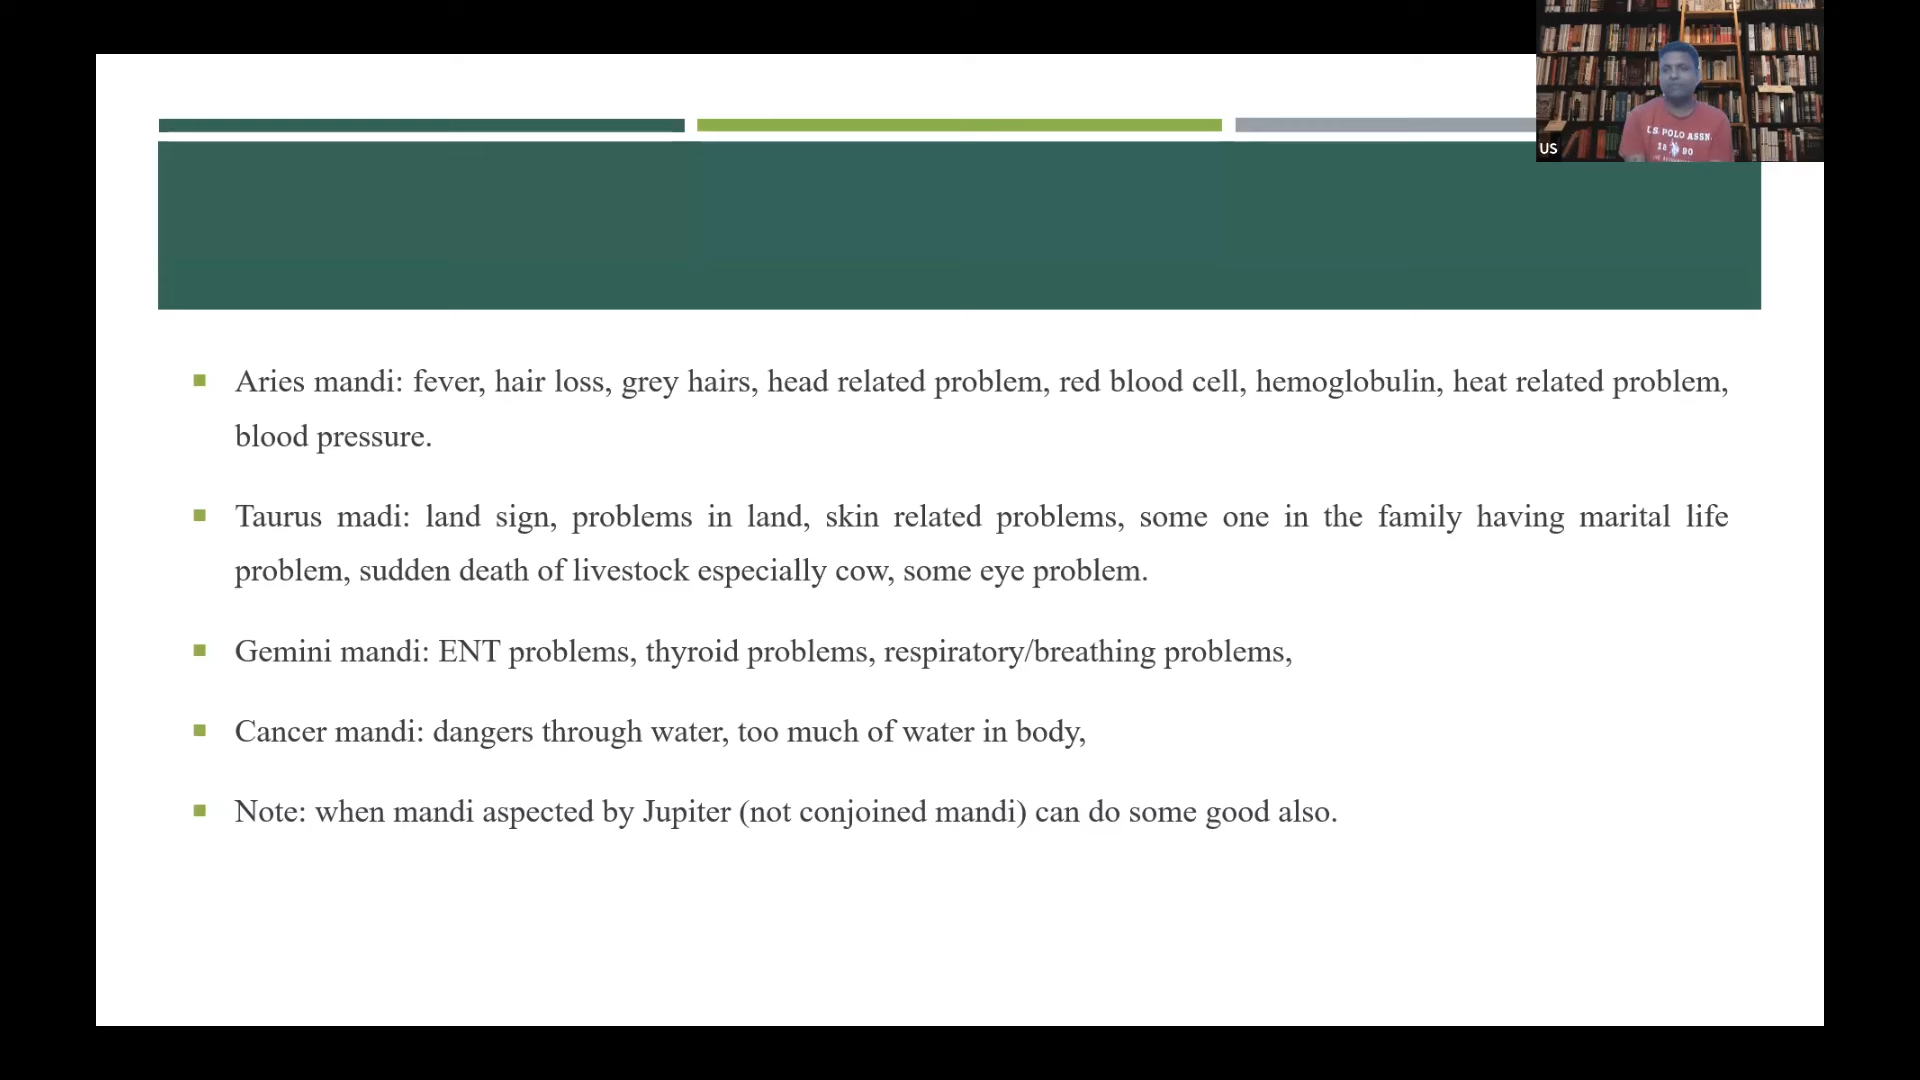 U.S. POLO ASSN.
18 90
US
Aries mandi: fever, hair loss, grey hairs, head related problem, red blood cell, hemoglobulin, heat related problem,
blood pressure.
Taurus madi: land sign, problems in land, skin related problems, some one in the family having marital life
problem, sudden death of livestock especially cow, some eye problem.
Gemini mandi: ENT problems, thyroid problems, respiratory/breathing problems,
Cancer mandi: dangers through water, too much of water in body,
Note: when mandi aspected by Jupiter (not conjoined mandi) can do some good also.